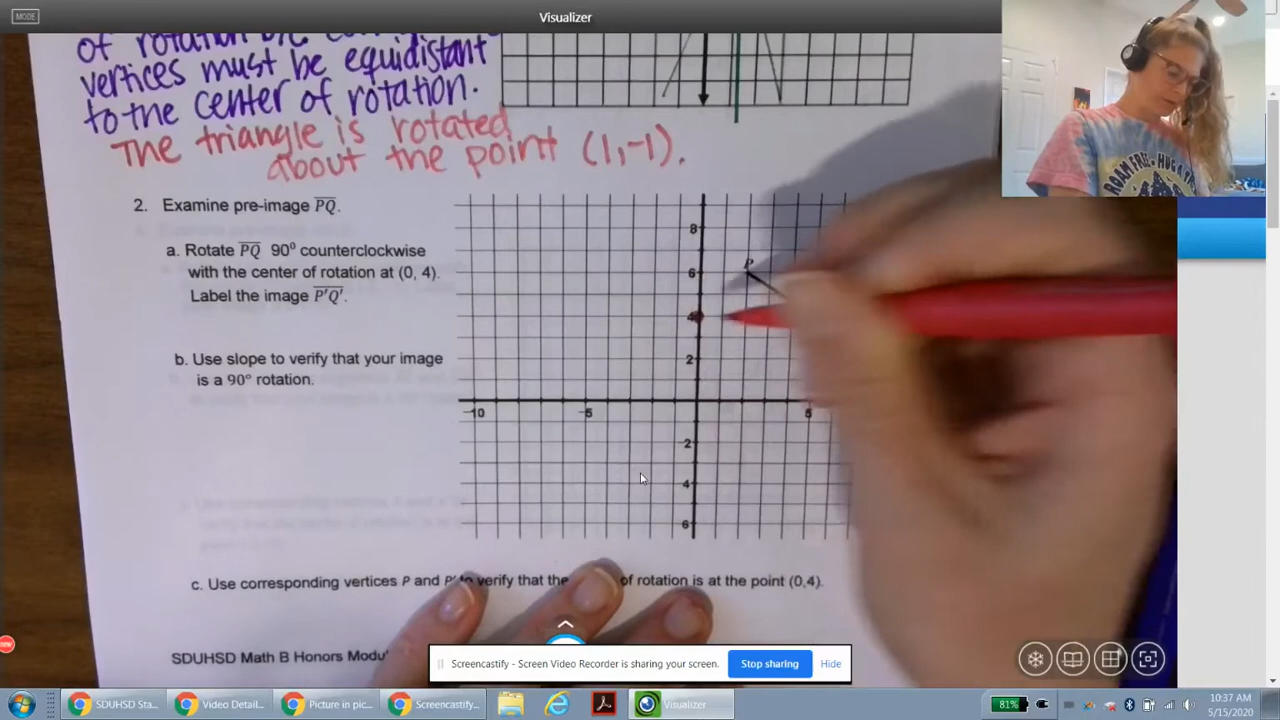 MODE
Visualizer
of rotation
vertices must be equidistant
to the center of rotation.
The triangle is rotated
about the point (1,-1).
2. Examine pre-image PQ.
a. Rotate PQ 90° counterclockwise
with the center of rotation at (0, 4).
Label the image P'Q'.
b. Use slope to verify that your image
is a 90° rotation.
8
P
6
4
2
-10 -5 5
2
4
6
c. Use corresponding vertices P and P' to verify that the of rotation is at the point (0,4).
SDUHSD Math B Honors
new
Screencastify - Screen Video Recorder is sharing your screen. Stop sharing Hide
SDUHSD Sta... Video Detail... Picture in pic... Screencastify... Visualizer 81% 10:37 AM
5/15/2020